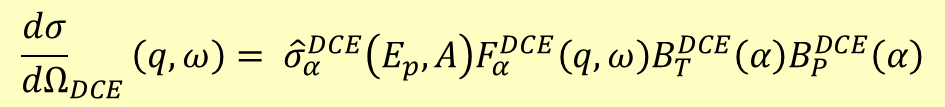 dσ/dΩ_DCE (q, ω) = σ̂_α^DCE(E_p, A)F_α^DCE(q, ω)B_T^DCE(α)B_P^DCE(α)